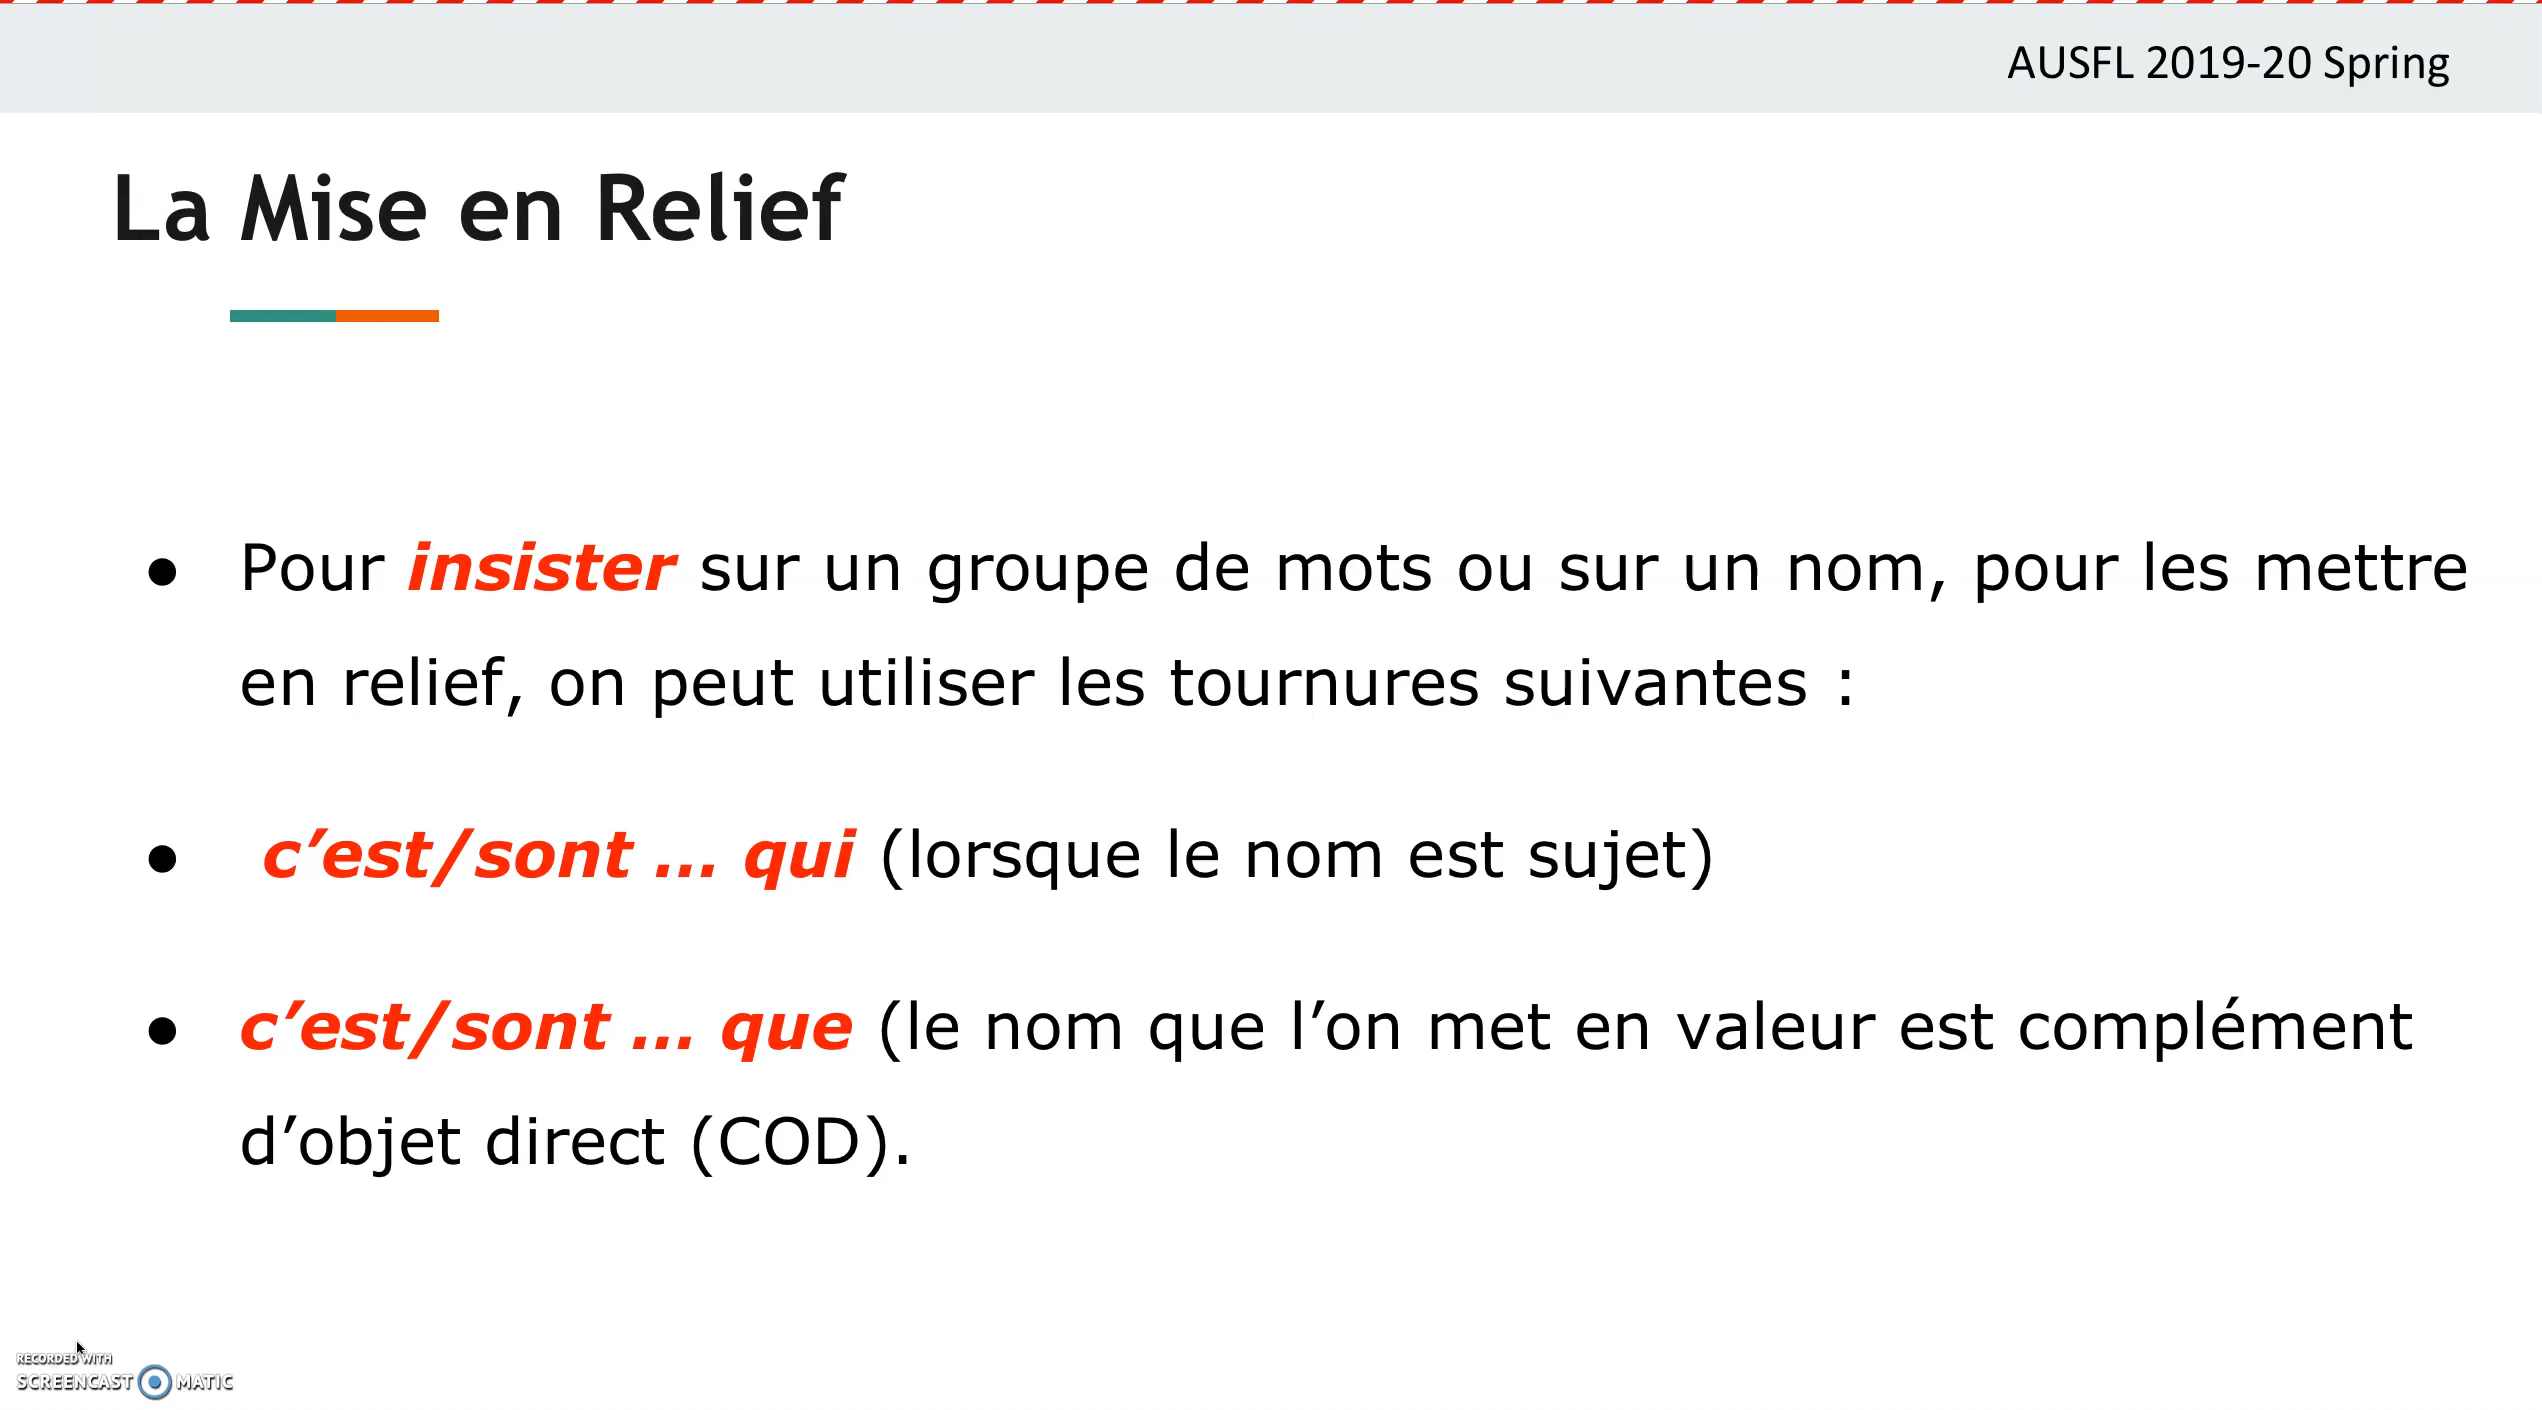 AUSFL 2019-20 Spring
La Mise en Relief
● Pour insister sur un groupe de mots ou sur un nom, pour les mettre
en relief, on peut utiliser les tournures suivantes :
● c’est/sont … qui (lorsque le nom est sujet)
● c’est/sont … que (le nom que l’on met en valeur est complément
d’objet direct (COD).
RECORDED WITH
SCREENCAST MATIC